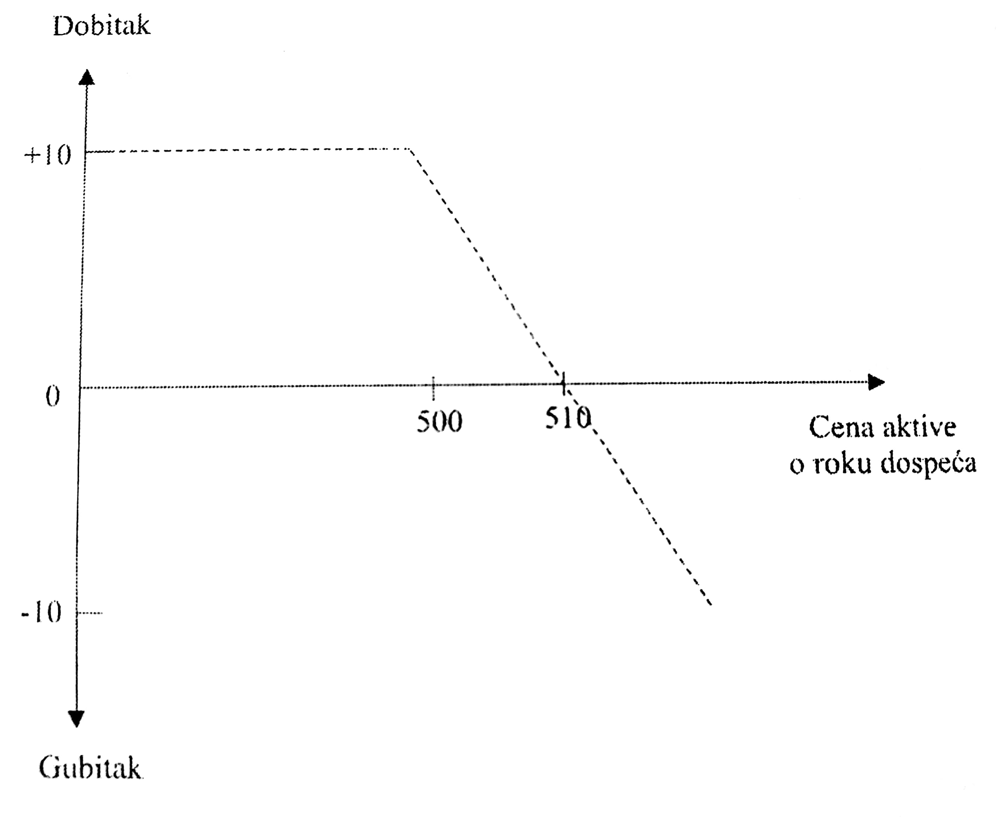 Dobitak
+10
0
500
510
Cena aktive
o roku dospeća
-10
Gubitak